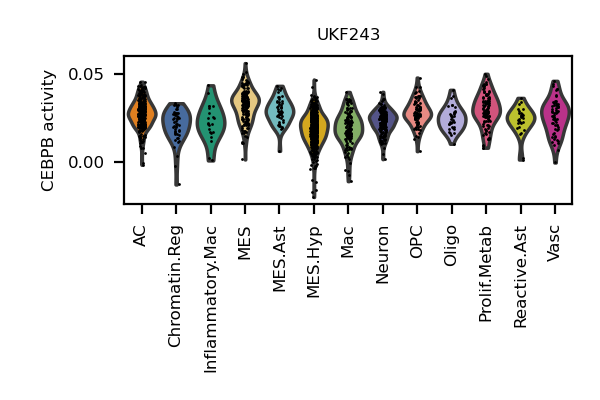 UKF243
CEBPB activity
0.05
0.00
AC
Chromatin.Reg
Inflammatory.Mac
MES
MES.Ast
MES.Hyp
Mac
Neuron
OPC
Oligo
Prolif.Metab
Reactive.Ast
Vasc